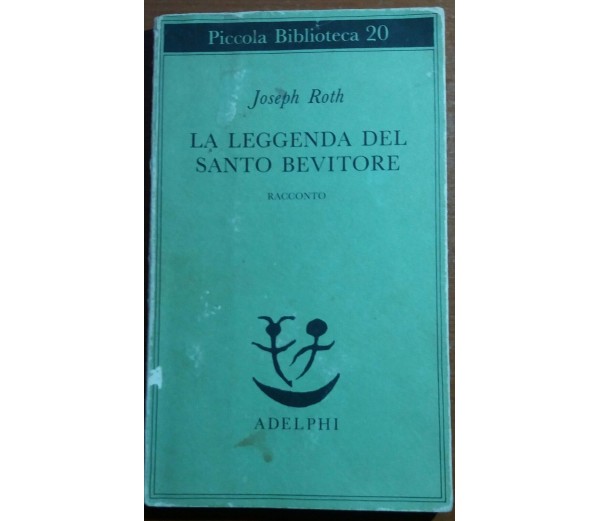 Piccola Biblioteca 20
Joseph Roth
LA LEGGENDA DEL
SANTO BEVITORE
RACCONTO
ADELPHI